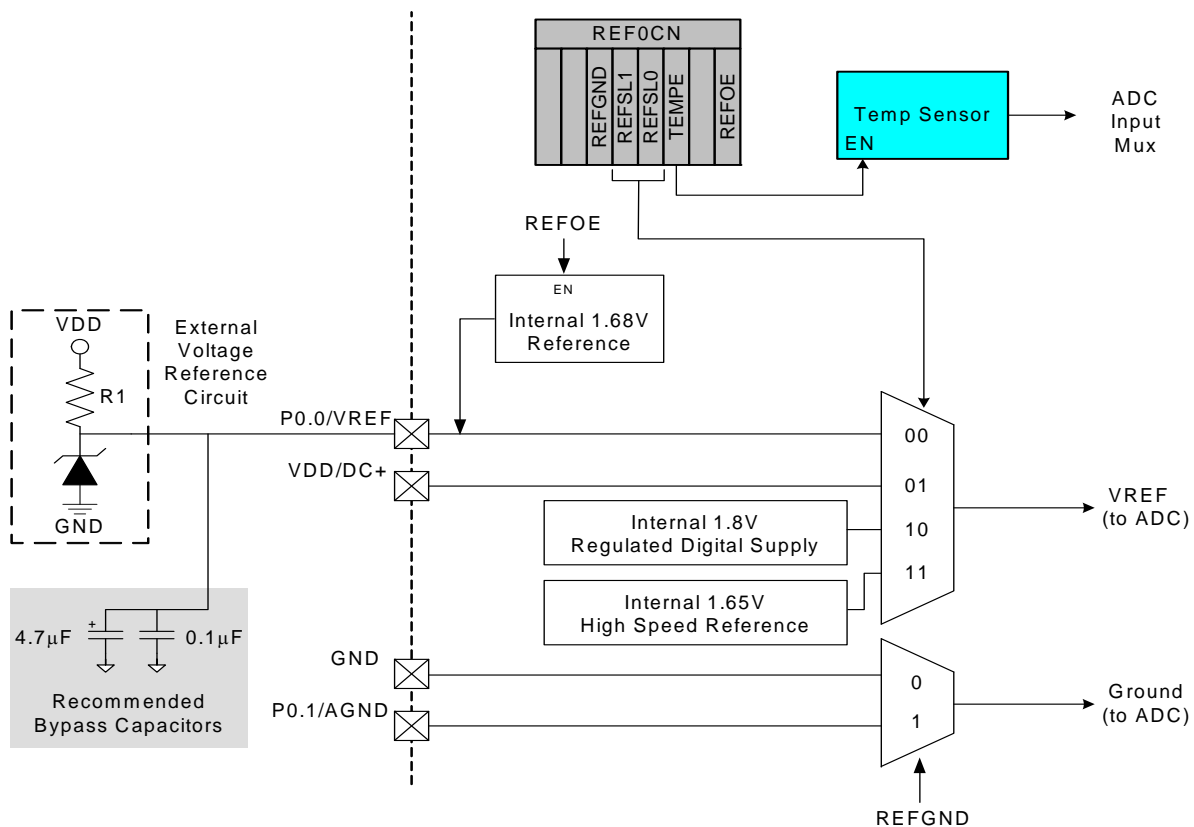 REF0CN
REFGND
REFSL1
REFSL0
TEMPE
REFOE
Temp Sensor
EN
ADC
Input
Mux
REFOE
EN
Internal 1.68V
Reference
VDD
R1
GND
External
Voltage
Reference
Circuit
P0.0/VREF
VDD/DC+
00
01
10
11
VREF
(to ADC)
Internal 1.8V
Regulated Digital Supply
Internal 1.65V
High Speed Reference
4.7μF
+
0.1μF
Recommended
Bypass Capacitors
GND
P0.1/AGND
0
1
Ground
(to ADC)
REFGND